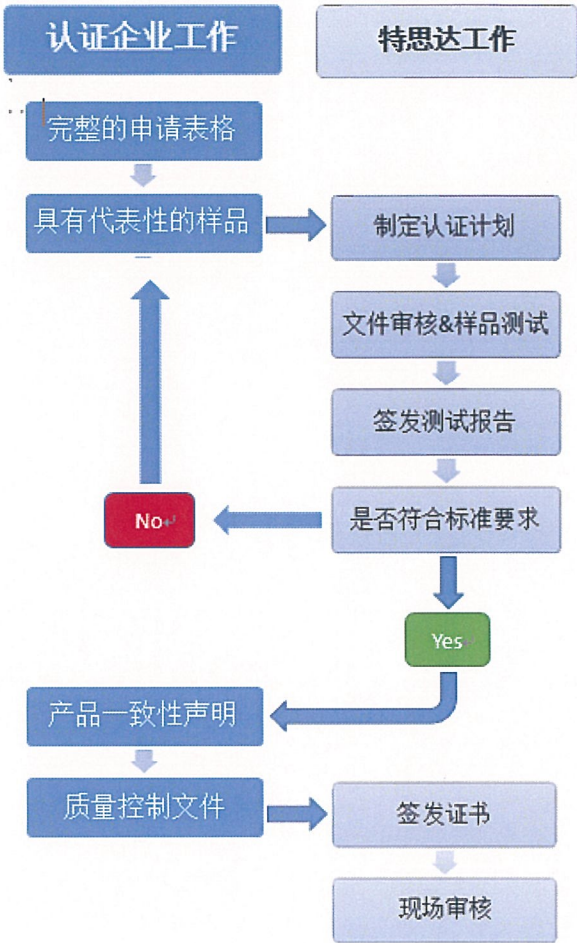 认证企业工作
特思达工作
完整的申请表格
具有代表性的样品
制定认证计划
文件审核&样品测试
签发测试报告
是否符合标准要求
No
Yes
产品一致性声明
质量控制文件
签发证书
现场审核